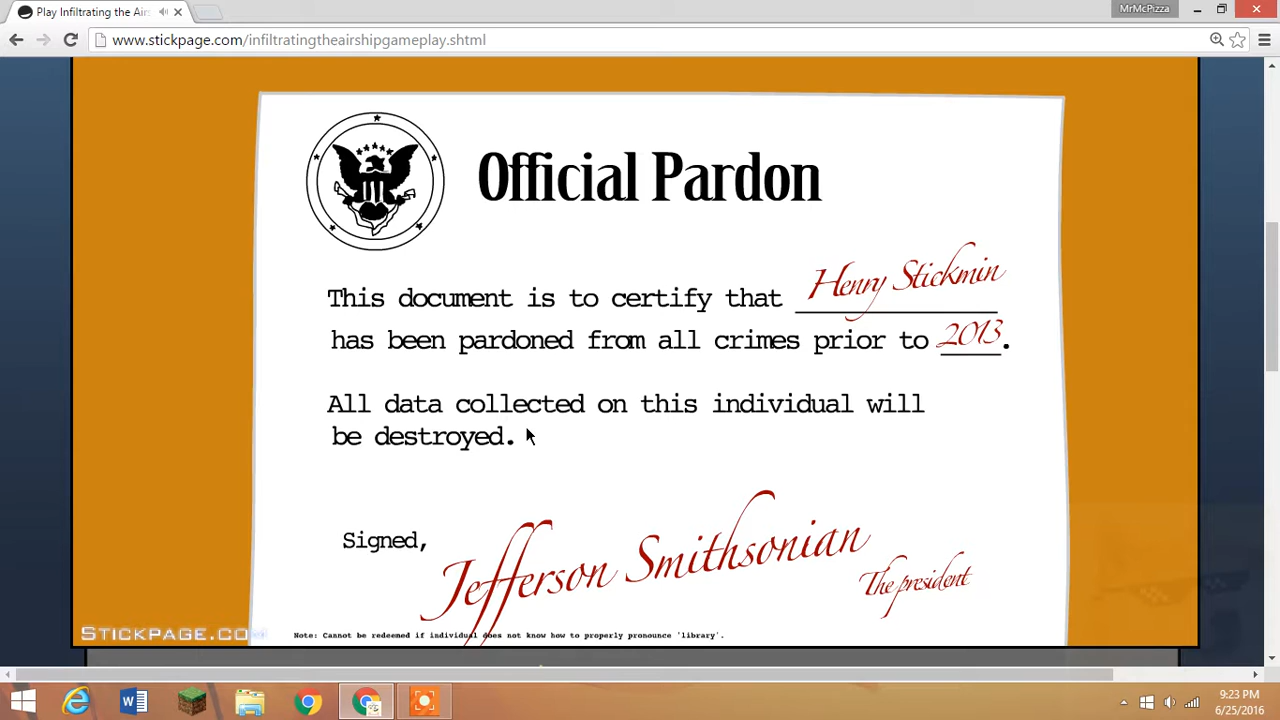 Play Infiltrating the Air
MrMcPizza
www.stickpage.com/infiltratingtheairshipgameplay.shtml
Official Pardon
This document is to certify that Henry Stickmin
has been pardoned from all crimes prior to 2013.
All data collected on this individual will
be destroyed.
Signed, Jefferson Smithsonian
The president
Stickpage.com
Note: Cannot be redeemed if individual does not know how to properly pronounce 'library'.
9:23 PM
6/25/2016